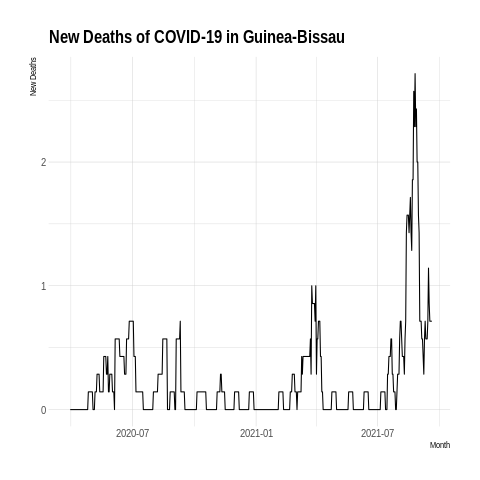 New Deaths of COVID-19 in Guinea-Bissau
New Deaths
2
1
0
2020-07 2021-01 2021-07
Month